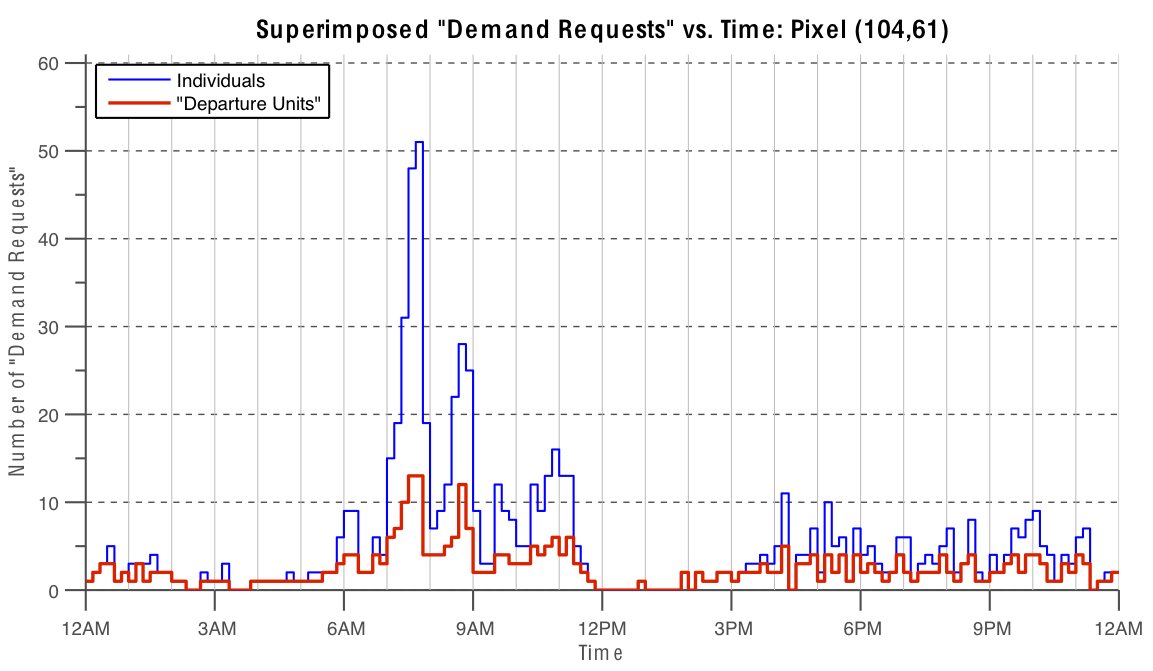 Superimposed "Demand Requests" vs. Time: Pixel (104,61)
60
Individuals
"Departure Units"
50
40
30
20
10
0
Number of "Demand Requests"
12AM 3AM 6AM 9AM 12PM 3PM 6PM 9PM 12AM
Time